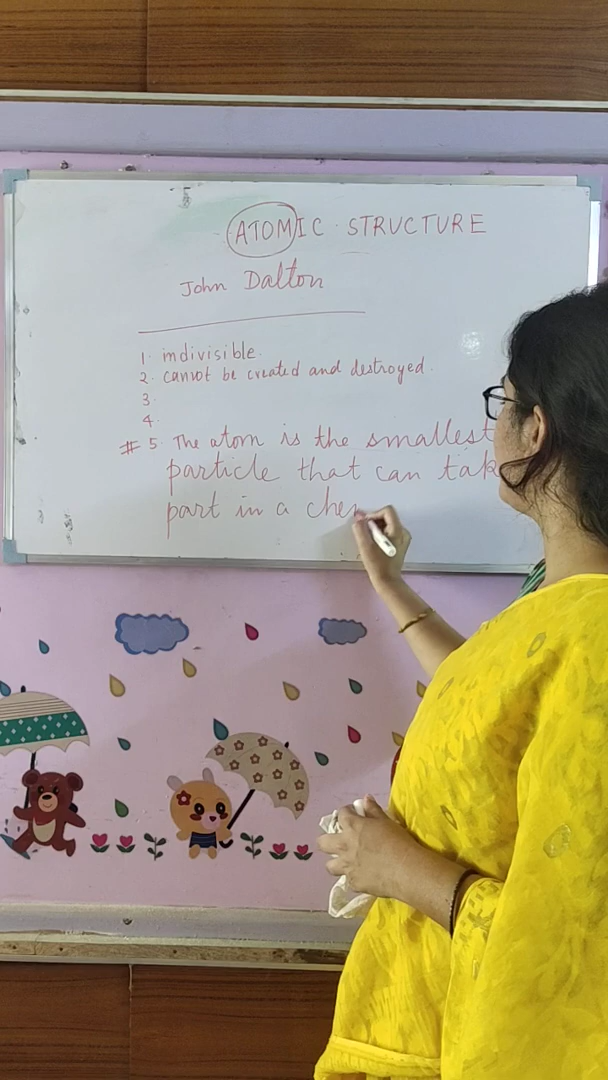 ATOMIC STRUCTURE
John Dalton
1. indivisible.
2. cannot be created and destroyed.
3.
4.
# 5. The atom is the smallest
particle that can tak
part in a chem